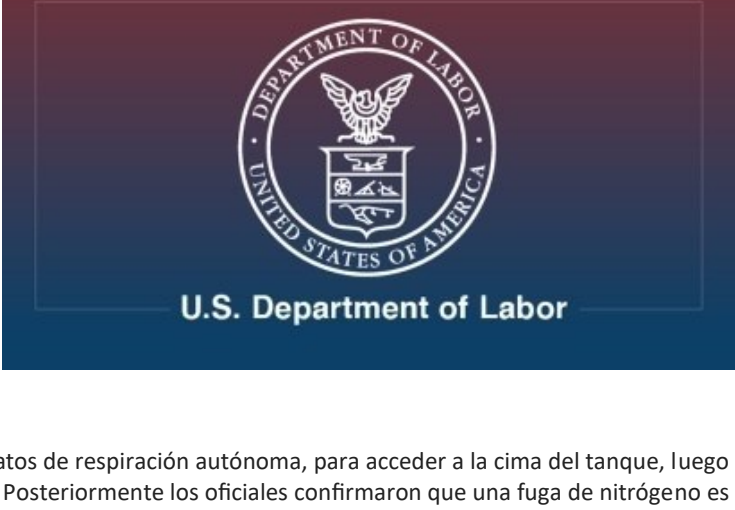 DEPARTMENT OF LABOR
UNITED STATES OF AMERICA
U.S. Department of Labor
atos de respiración autónoma, para acceder a la cima del tanque, luego
Posteriormente los oficiales confirmaron que una fuga de nitrógeno es